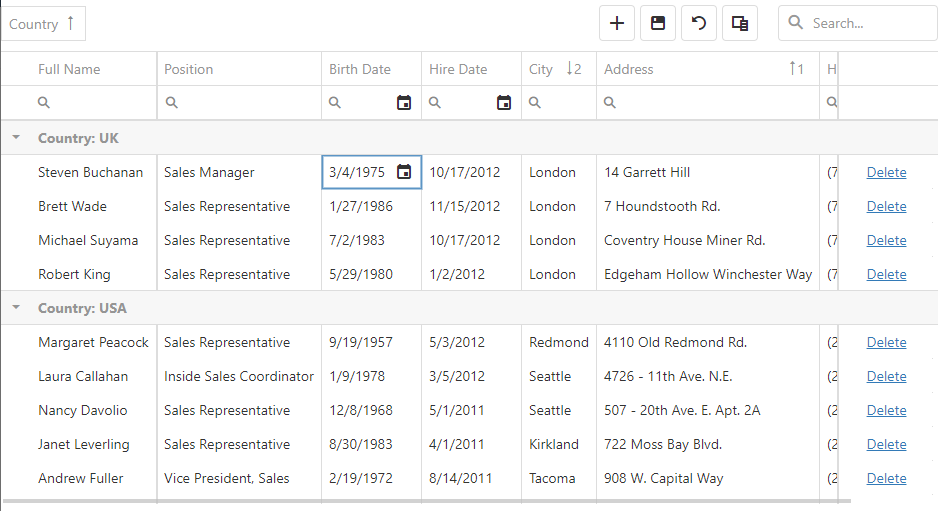 Country ↑ Search...
Full Name Position Birth Date Hire Date City ↓2 Address ↑1 H
Country: UK
Steven Buchanan Sales Manager 3/4/1975 10/17/2012 London 14 Garrett Hill (7 Delete
Brett Wade Sales Representative 1/27/1986 11/15/2012 London 7 Houndstooth Rd. (7 Delete
Michael Suyama Sales Representative 7/2/1983 10/17/2012 London Coventry House Miner Rd. (7 Delete
Robert King Sales Representative 5/29/1980 1/2/2012 London Edgeham Hollow Winchester Way (7 Delete
Country: USA
Margaret Peacock Sales Representative 9/19/1957 5/3/2012 Redmond 4110 Old Redmond Rd. (2 Delete
Laura Callahan Inside Sales Coordinator 1/9/1978 3/5/2012 Seattle 4726 - 11th Ave. N.E. (2 Delete
Nancy Davolio Sales Representative 12/8/1968 5/1/2011 Seattle 507 - 20th Ave. E. Apt. 2A (2 Delete
Janet Leverling Sales Representative 8/30/1983 4/1/2011 Kirkland 722 Moss Bay Blvd. (2 Delete
Andrew Fuller Vice President, Sales 2/19/1972 8/14/2011 Tacoma 908 W. Capital Way (2 Delete